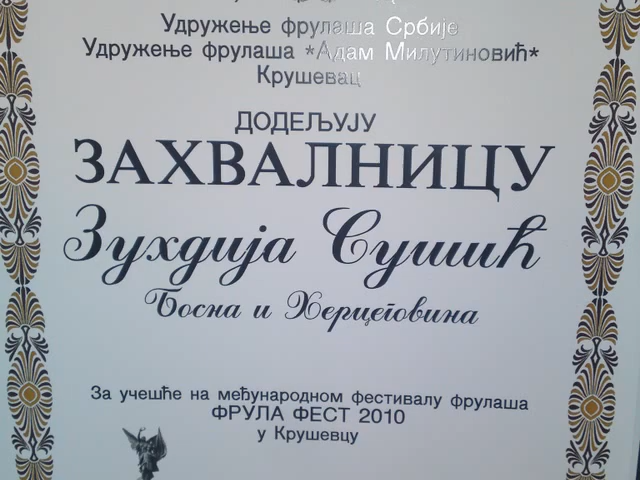 Удружење фрулаша Србије
Удружење фрулаша *Адам Милутиновић*
Крушевац
ДОДЕЉУЈУ
ЗАХВАЛНИЦУ
Зухдија Сушић
Босна и Херцеговина
За учешће на међународном фестивалу фрулаша
ФРУЛА ФЕСТ 2010
у Крушевцу